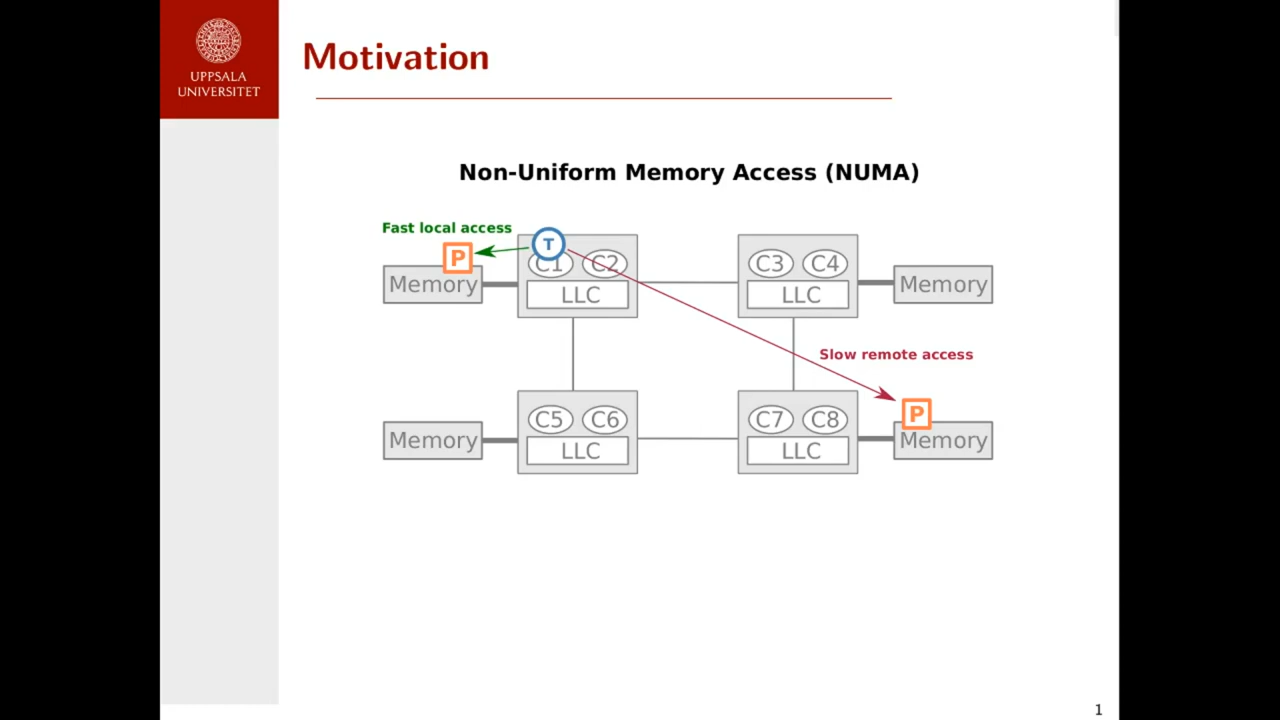 UPPSALA
UNIVERSITET
Motivation
Non-Uniform Memory Access (NUMA)
Fast local access
P
T
Memory
C1
C2
LLC
C3
C4
LLC
Memory
Slow remote access
P
Memory
C5
C6
LLC
C7
C8
LLC
Memory
1